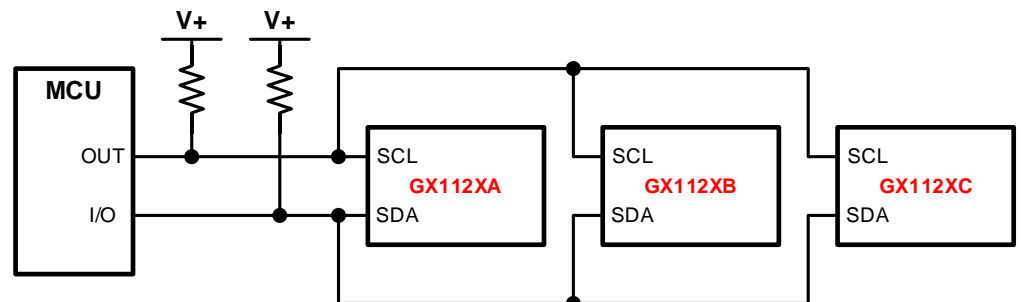 V+ V+
MCU
OUT SCL SCL SCL
GX112XA GX112XB GX112XC
I/O SDA SDA SDA